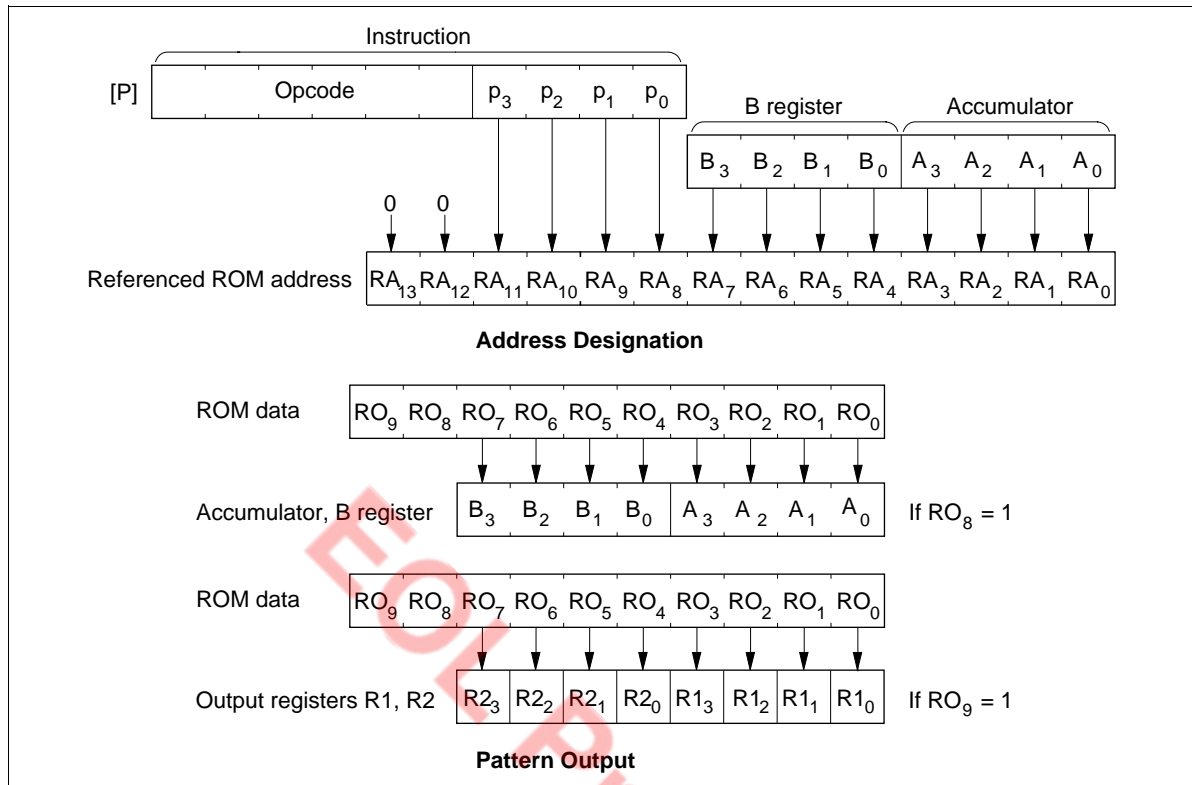 Instruction
[P] Opcode p3 p2 p1 p0
B register Accumulator
B3 B2 B1 B0 A3 A2 A1 A0
0 0
Referenced ROM address RA13 RA12 RA11 RA10 RA9 RA8 RA7 RA6 RA5 RA4 RA3 RA2 RA1 RA0
Address Designation
ROM data RO9 RO8 RO7 RO6 RO5 RO4 RO3 RO2 RO1 RO0
Accumulator, B register B3 B2 B1 B0 A3 A2 A1 A0 If RO8 = 1
ROM data RO9 RO8 RO7 RO6 RO5 RO4 RO3 RO2 RO1 RO0
Output registers R1, R2 R23 R22 R21 R20 R13 R12 R11 R10 If RO9 = 1
Pattern Output
EOL